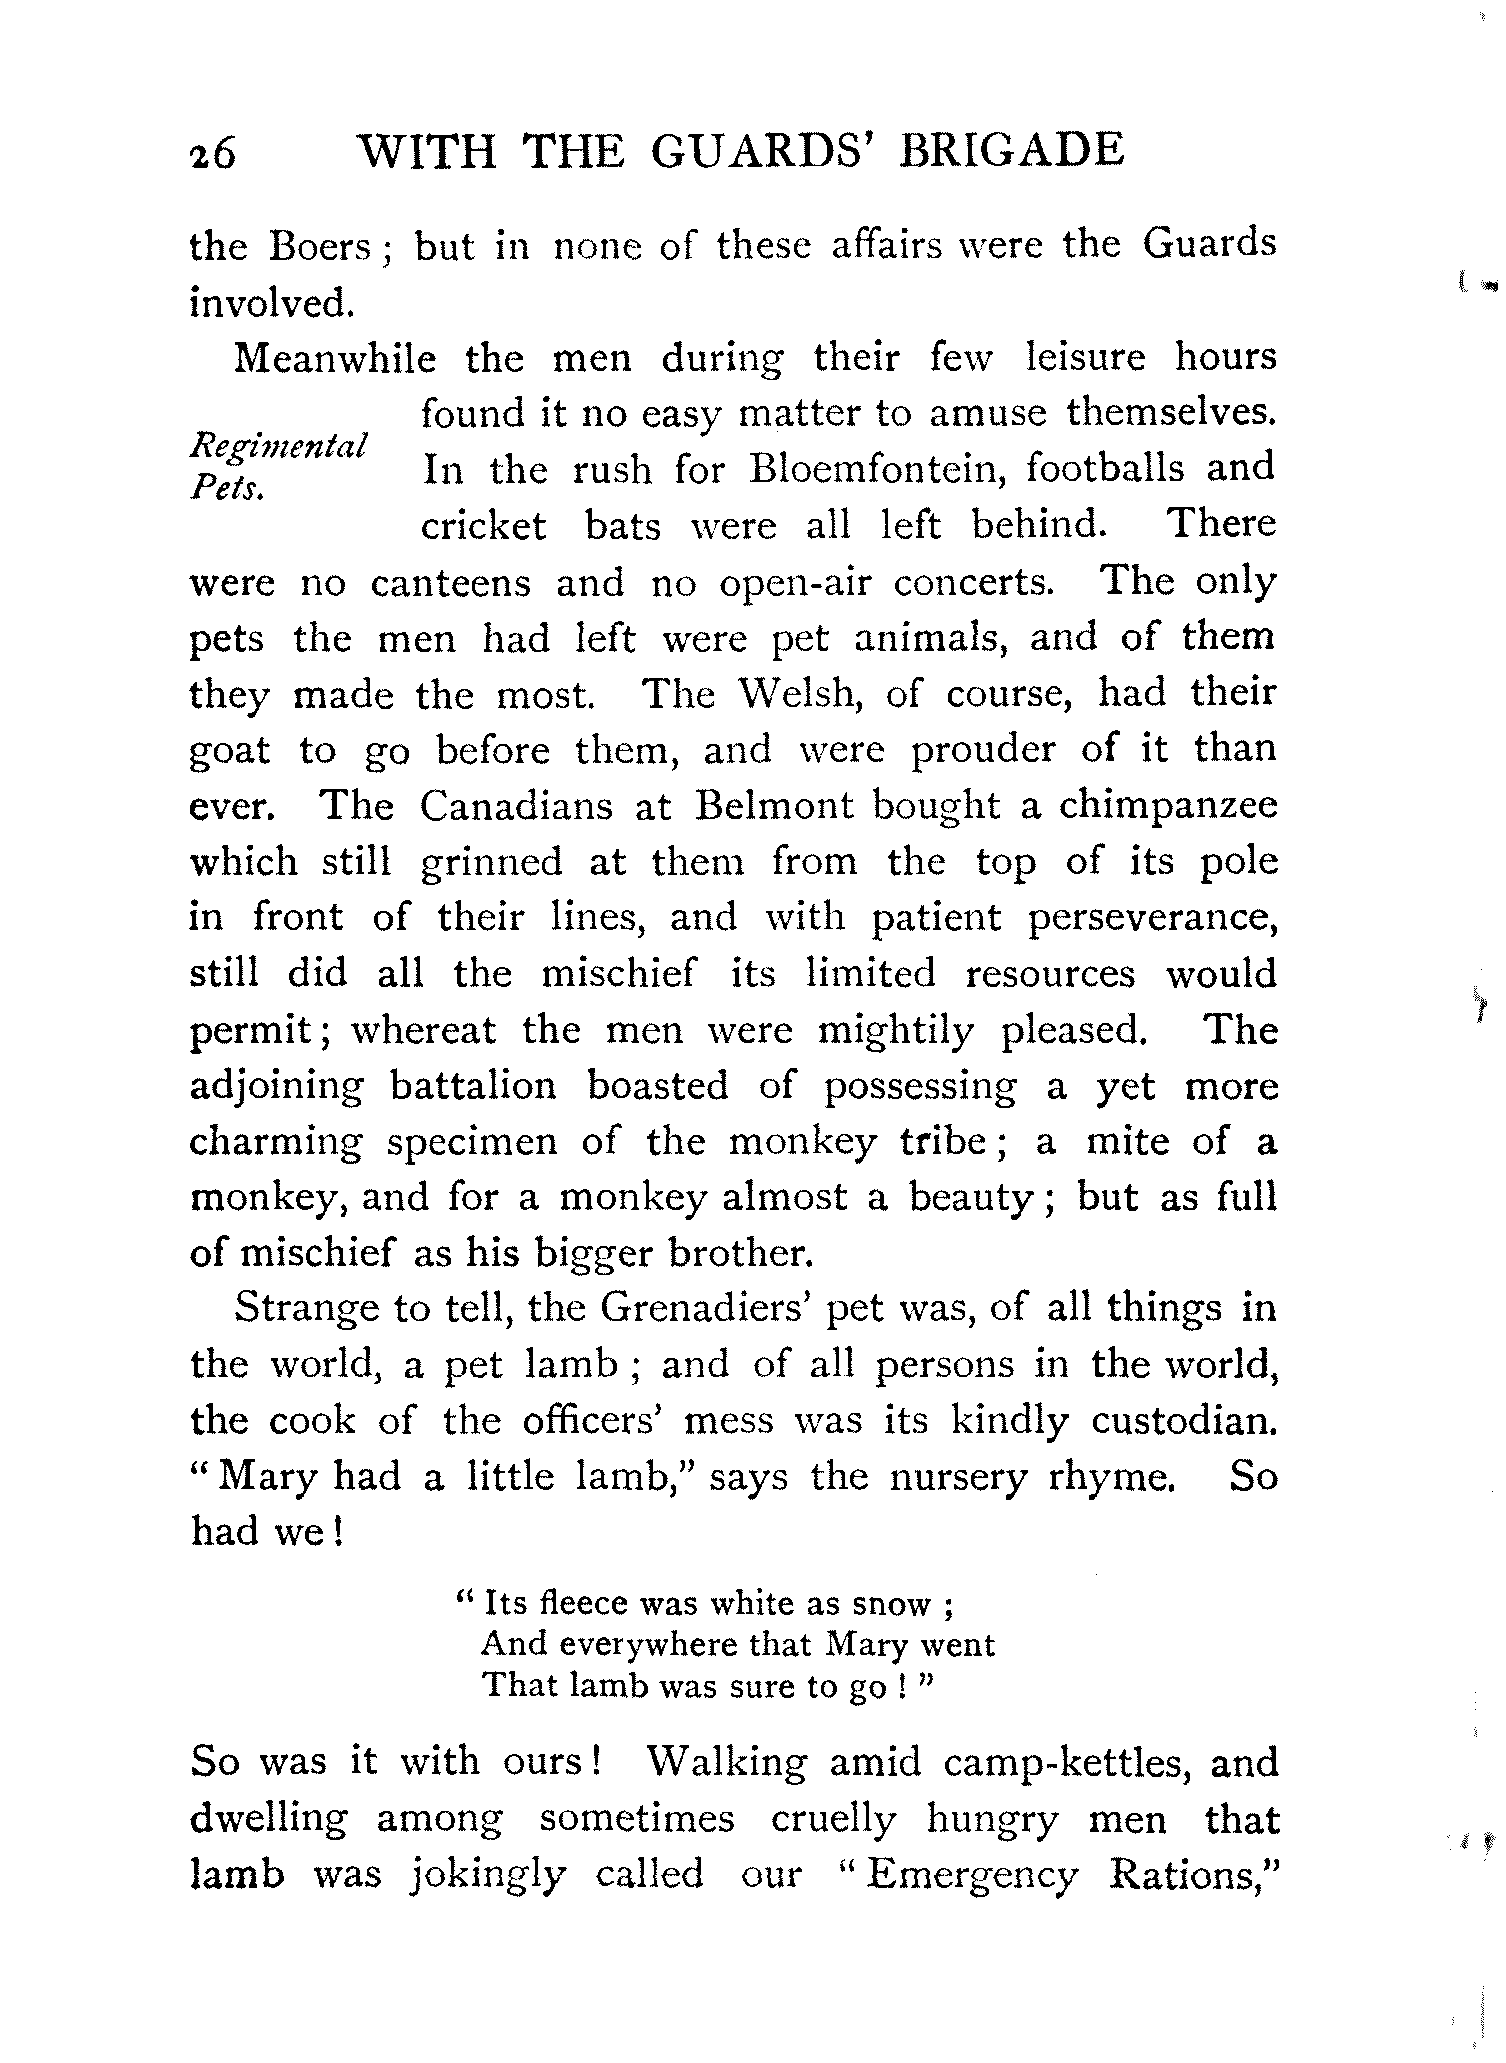 26 WITH THE GUARDS' BRIGADE
the Boers ; but in none of these affairs were the Guards
involved.
Meanwhile the men during their few leisure hours
found it no easy matter to amuse themselves.
Regimental
Pets.
In the rush for Bloemfontein, footballs and
cricket bats were all left behind. There
were no canteens and no open-air concerts. The only
pets the men had left were pet animals, and of them
they made the most. The Welsh, of course, had their
goat to go before them, and were prouder of it than
ever. The Canadians at Belmont bought a chimpanzee
which still grinned at them from the top of its pole
in front of their lines, and with patient perseverance,
still did all the mischief its limited resources would
permit ; whereat the men were mightily pleased. The
adjoining battalion boasted of possessing a yet more
charming specimen of the monkey tribe ; a mite of a
monkey, and for a monkey almost a beauty ; but as full
of mischief as his bigger brother.
Strange to tell, the Grenadiers' pet was, of all things in
the world, a pet lamb ; and of all persons in the world,
the cook of the officers' mess was its kindly custodian.
" Mary had a little lamb," says the nursery rhyme. So
had we !
" Its fleece was white as snow ;
And everywhere that Mary went
That lamb was sure to go ! "
So was it with ours ! Walking amid camp-kettles, and
dwelling among sometimes cruelly hungry men that
lamb was jokingly called our " Emergency Rations,"